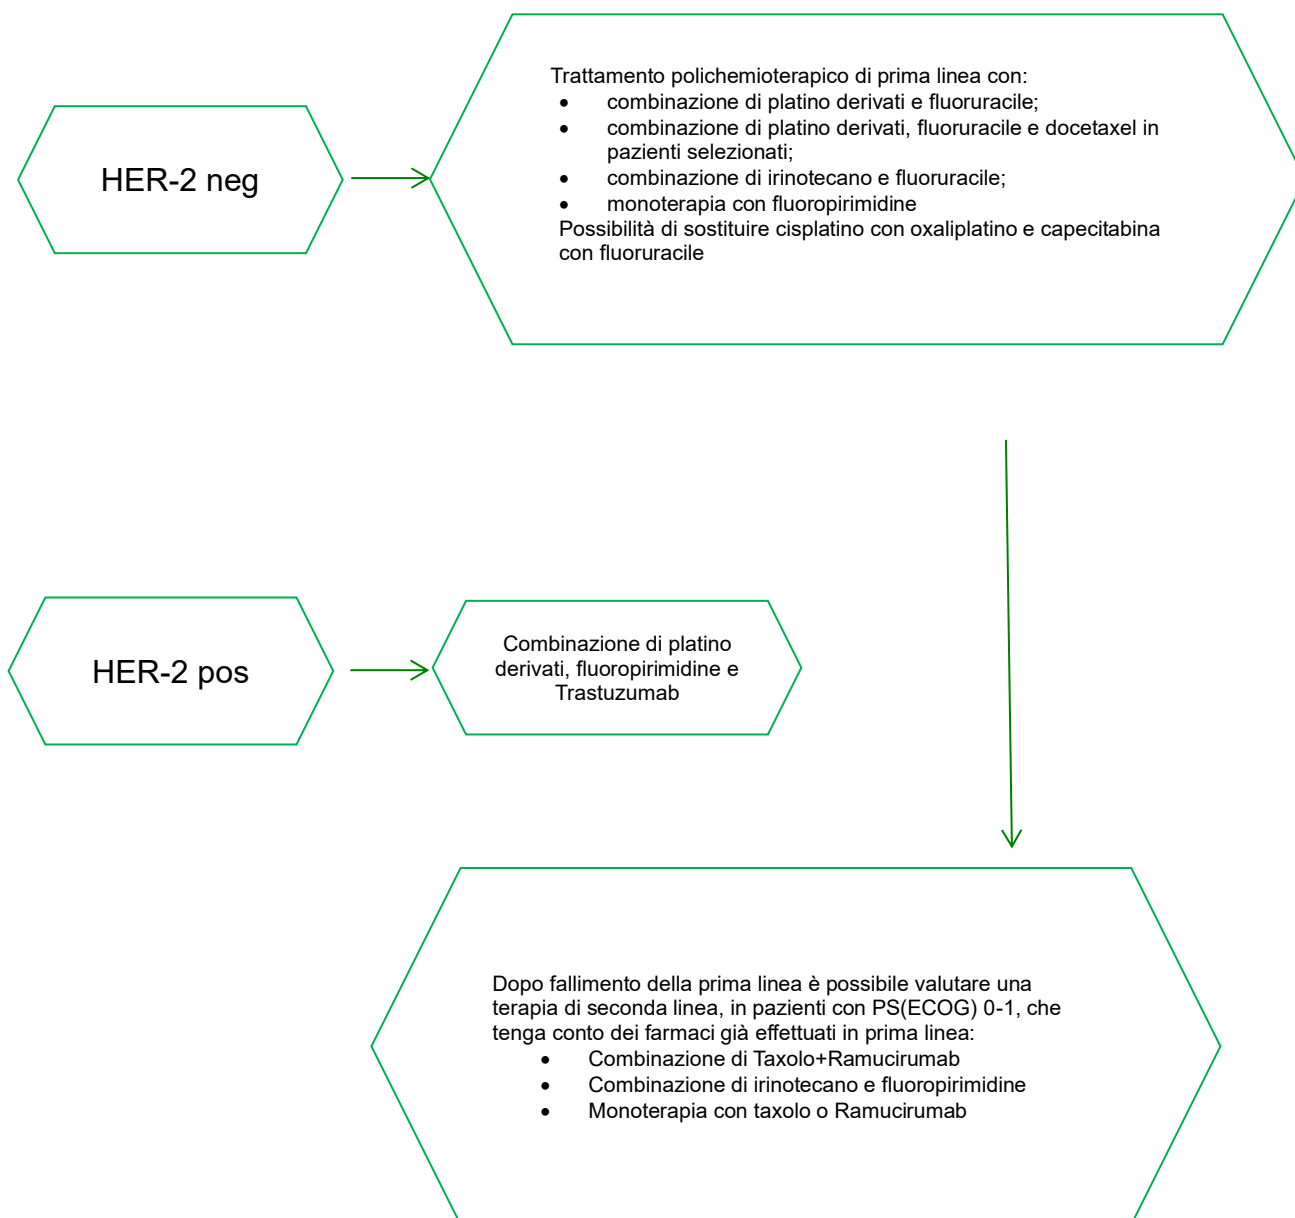 HER-2 neg
Trattamento polichemioterapico di prima linea con:
• combinazione di platino derivati e fluoruracile;
• combinazione di platino derivati, fluoruracile e docetaxel in
pazienti selezionati;
• combinazione di irinotecano e fluoruracile;
• monoterapia con fluoropirimidine
Possibilità di sostituire cisplatino con oxaliplatino e capecitabina
con fluoruracile
HER-2 pos
Combinazione di platino
derivati, fluoropirimidine e
Trastuzumab
Dopo fallimento della prima linea è possibile valutare una
terapia di seconda linea, in pazienti con PS(ECOG) 0-1, che
tenga conto dei farmaci già effettuati in prima linea:
• Combinazione di Taxolo+Ramucirumab
• Combinazione di irinotecano e fluoropirimidine
• Monoterapia con taxolo o Ramucirumab